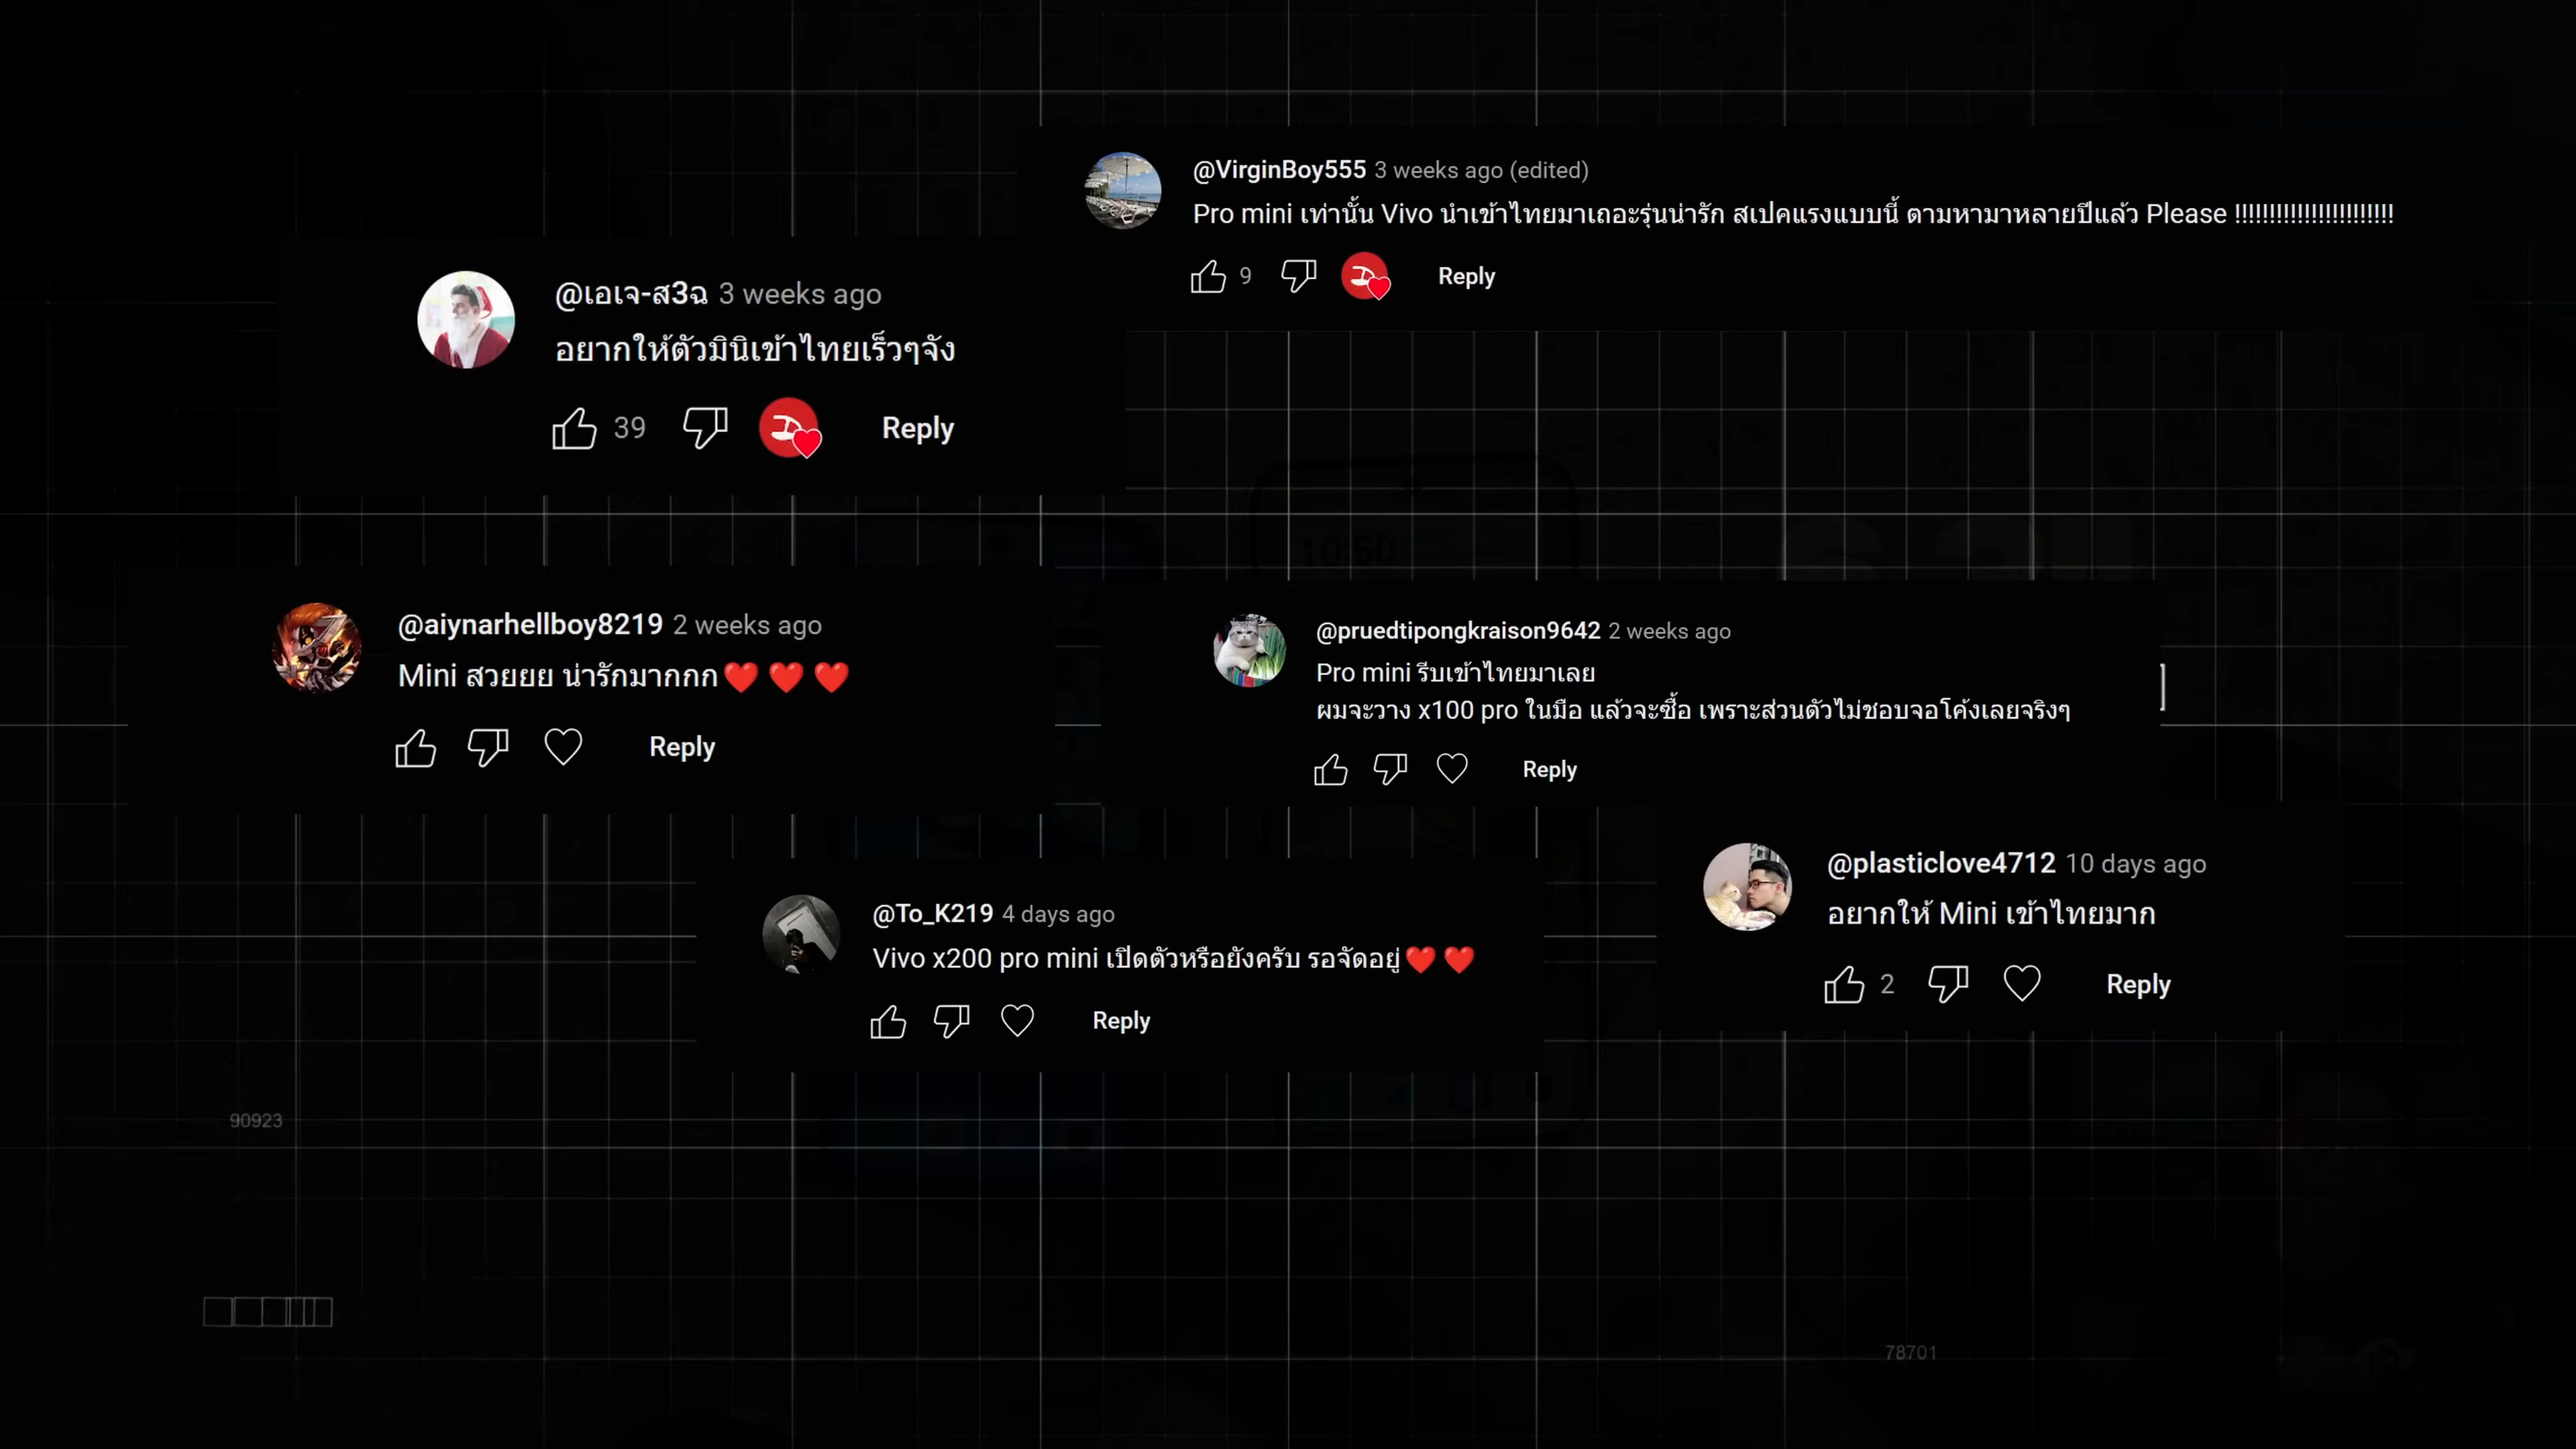 @VirginBoy555 3 weeks ago (edited)
Pro mini เท่านั้น Vivo นำเข้าไทยมาเถอะรุ่นน่ารัก สเปคแรงแบบนี้ ตามหามาหลายปีแล้ว Please !!!!!!!!!!!!!!!!!!!!!!!
9 Reply
@เอเจ-ส3ฉ 3 weeks ago
อยากให้ตัวมินิเข้าไทยเร็วๆจัง
39 Reply
10:50
@aiynarhellboy8219 2 weeks ago
Mini สวยยย น่ารักมากกก❤️ ❤️ ❤️
Reply
@pruedtipongkraison9642 2 weeks ago
Pro mini รีบเข้าไทยมาเลย
ผมจะวาง x100 pro ในมือ แล้วจะซื้อ เพราะส่วนตัวไม่ชอบจอโค้งเลยจริงๆ
Reply
@plasticlove4712 10 days ago
อยากให้ Mini เข้าไทยมาก
2 Reply
@To_K219 4 days ago
Vivo x200 pro mini เปิดตัวหรือยังครับ รอจัดอยู่❤️ ❤️
Reply
90923
78701